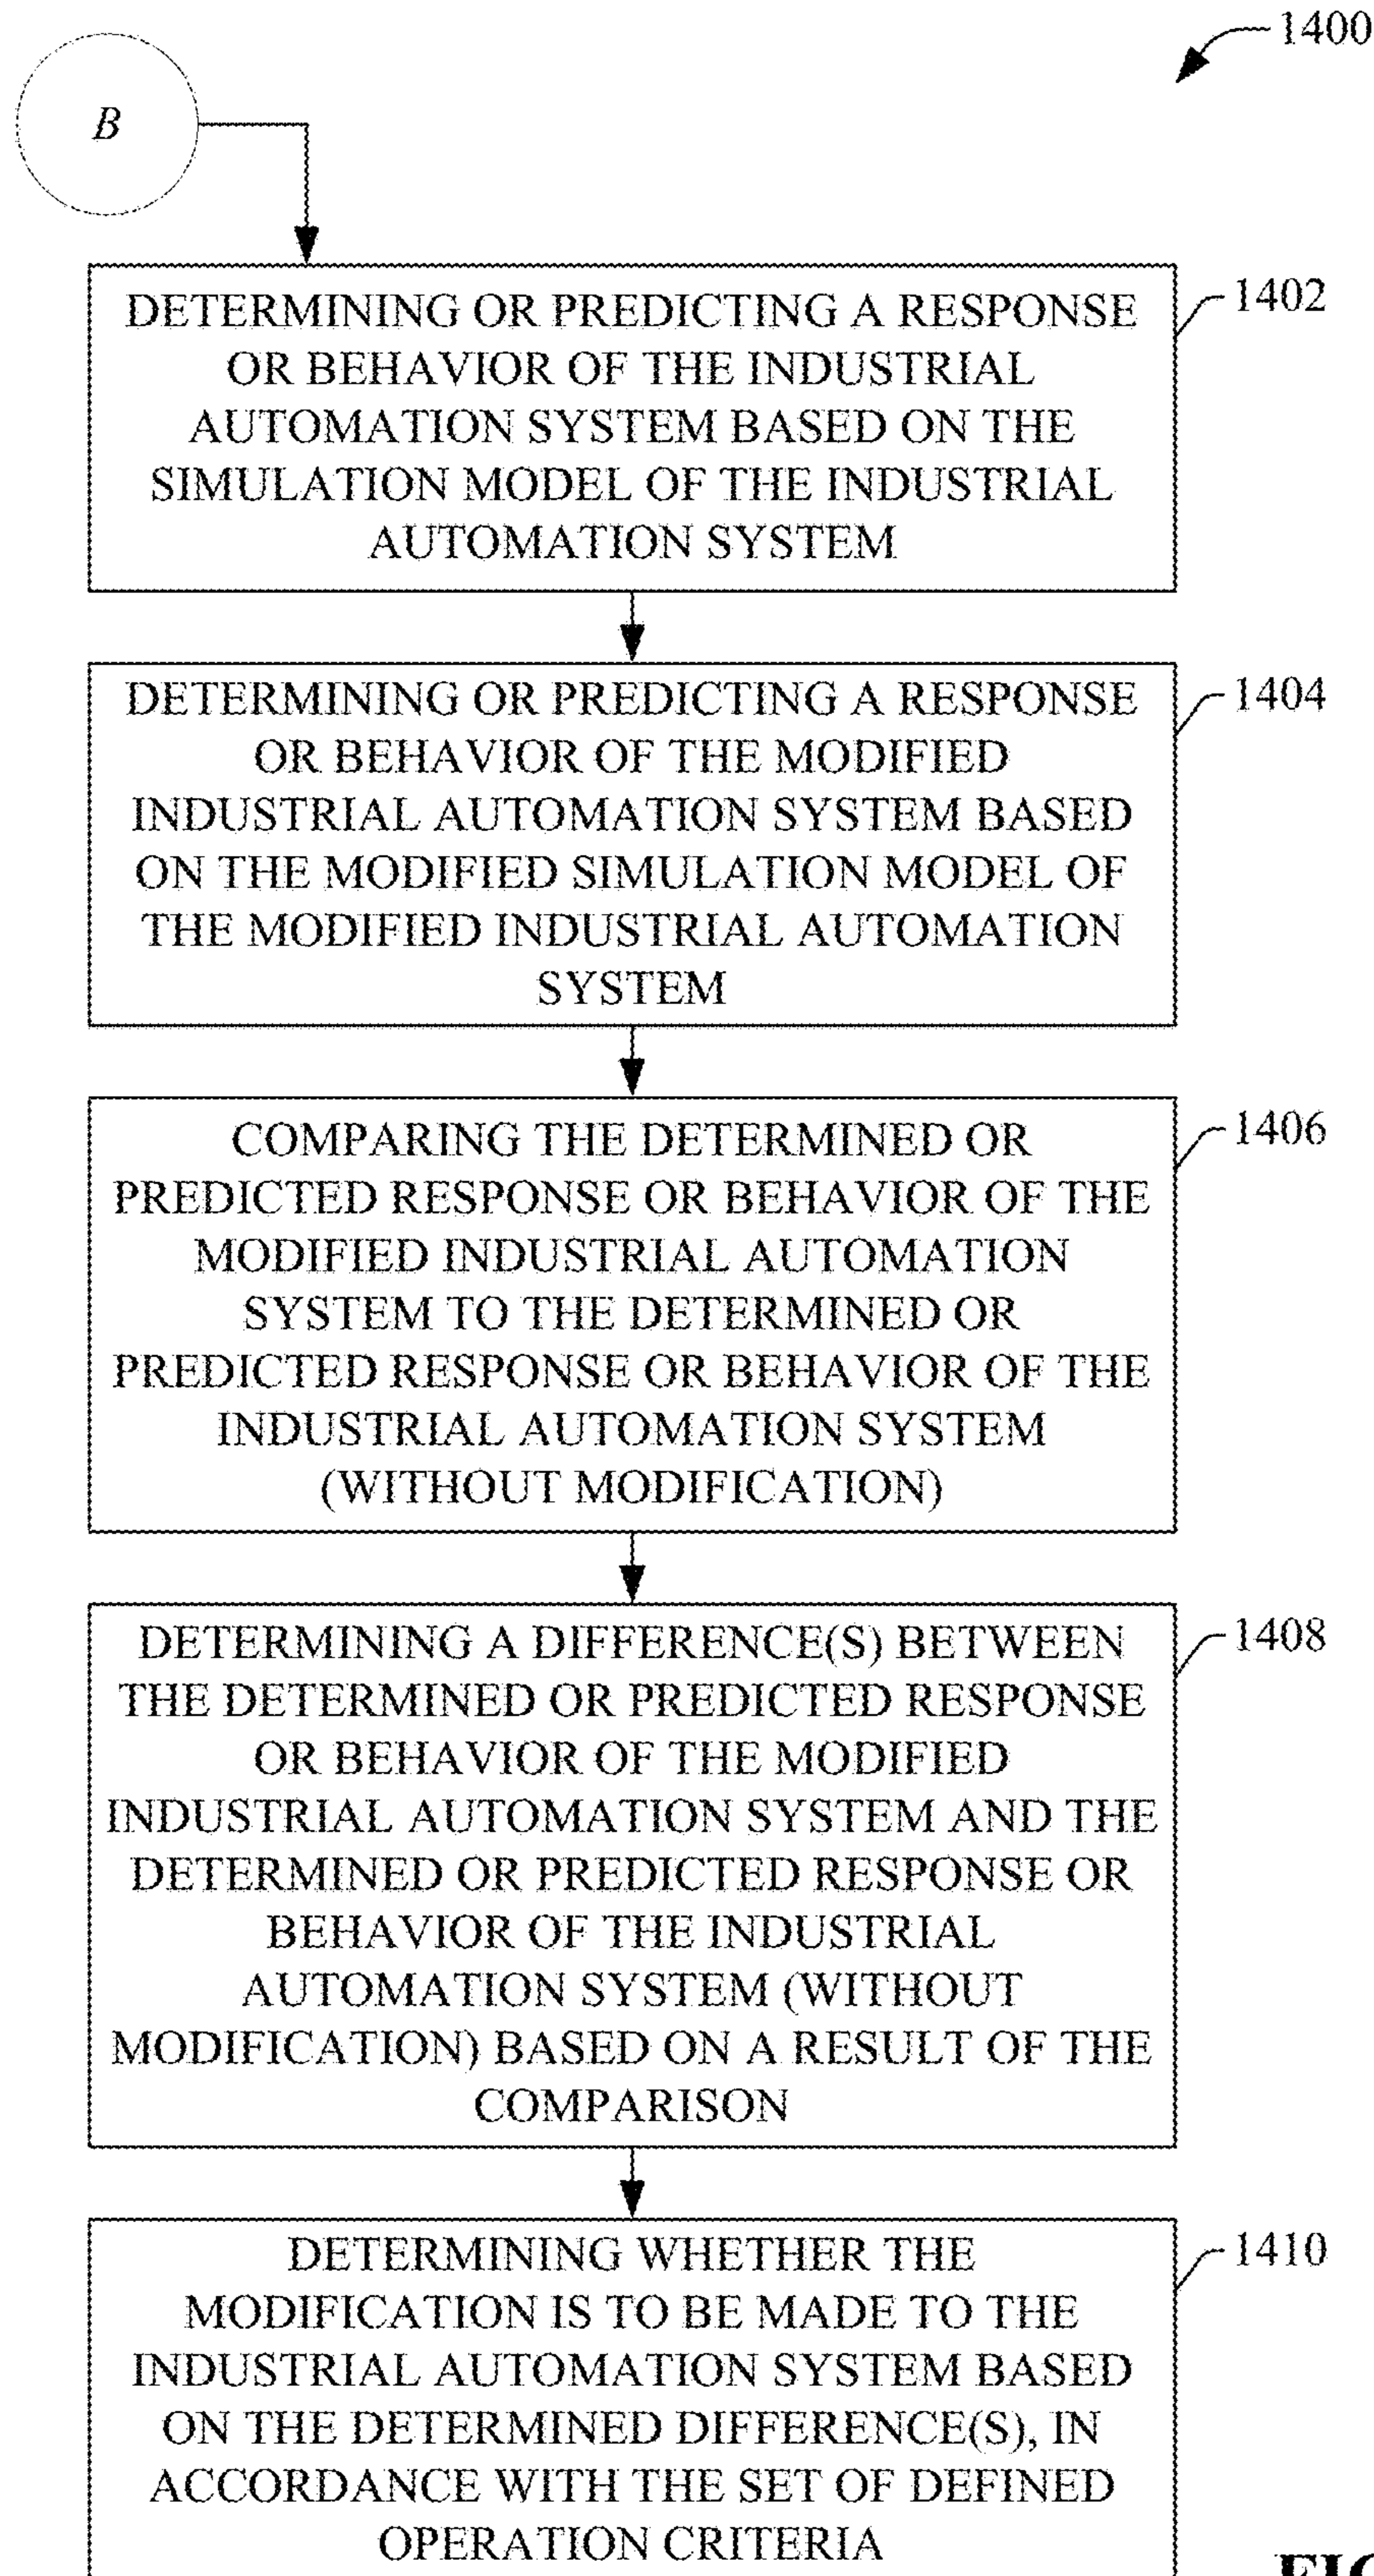 1400
B
DETERMINING OR PREDICTING A RESPONSE
OR BEHAVIOR OF THE INDUSTRIAL
AUTOMATION SYSTEM BASED ON THE
SIMULATION MODEL OF THE INDUSTRIAL
AUTOMATION SYSTEM
1402
DETERMINING OR PREDICTING A RESPONSE
OR BEHAVIOR OF THE MODIFIED
INDUSTRIAL AUTOMATION SYSTEM BASED
ON THE MODIFIED SIMULATION MODEL OF
THE MODIFIED INDUSTRIAL AUTOMATION
SYSTEM
1404
COMPARING THE DETERMINED OR
PREDICTED RESPONSE OR BEHAVIOR OF THE
MODIFIED INDUSTRIAL AUTOMATION
SYSTEM TO THE DETERMINED OR
PREDICTED RESPONSE OR BEHAVIOR OF THE
INDUSTRIAL AUTOMATION SYSTEM
(WITHOUT MODIFICATION)
1406
DETERMINING A DIFFERENCE(S) BETWEEN
THE DETERMINED OR PREDICTED RESPONSE
OR BEHAVIOR OF THE MODIFIED
INDUSTRIAL AUTOMATION SYSTEM AND THE
DETERMINED OR PREDICTED RESPONSE OR
BEHAVIOR OF THE INDUSTRIAL
AUTOMATION SYSTEM (WITHOUT
MODIFICATION) BASED ON A RESULT OF THE
COMPARISON
1408
DETERMINING WHETHER THE
MODIFICATION IS TO BE MADE TO THE
INDUSTRIAL AUTOMATION SYSTEM BASED
ON THE DETERMINED DIFFERENCE(S), IN
ACCORDANCE WITH THE SET OF DEFINED
OPERATION CRITERIA
1410